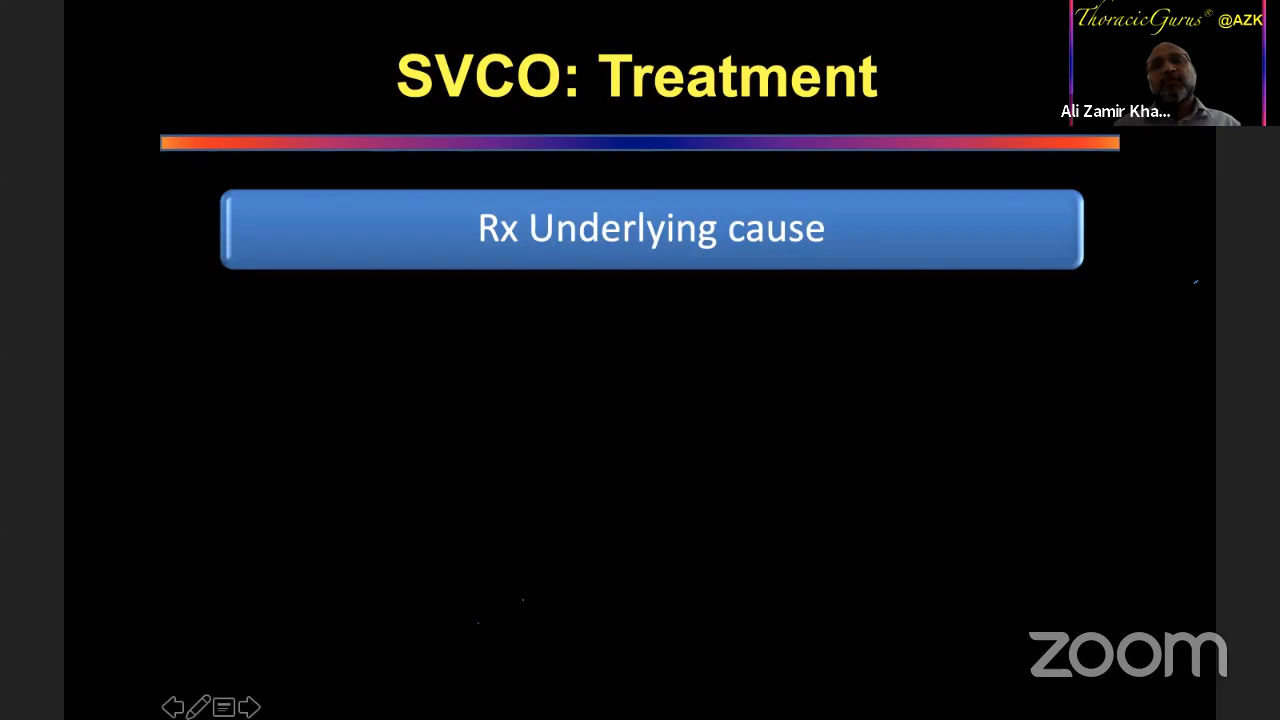 ThoracicGurus® @AZK
SVCO: Treatment
Ali Zamir Kha...
Rx Underlying cause
zoom